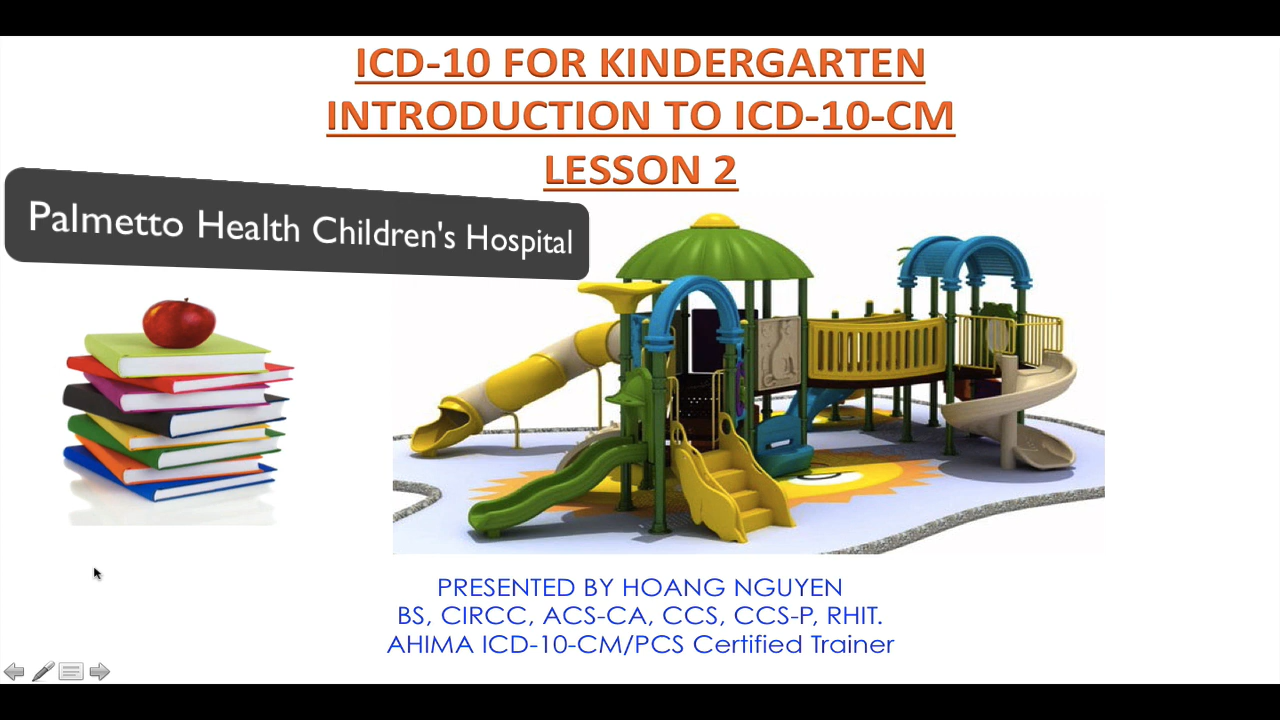 ICD-10 FOR KINDERGARTEN
INTRODUCTION TO ICD-10-CM
LESSON 2
Palmetto Health Children's Hospital
PRESENTED BY HOANG NGUYEN
BS, CIRCC, ACS-CA, CCS, CCS-P, RHIT.
AHIMA ICD-10-CM/PCS Certified Trainer